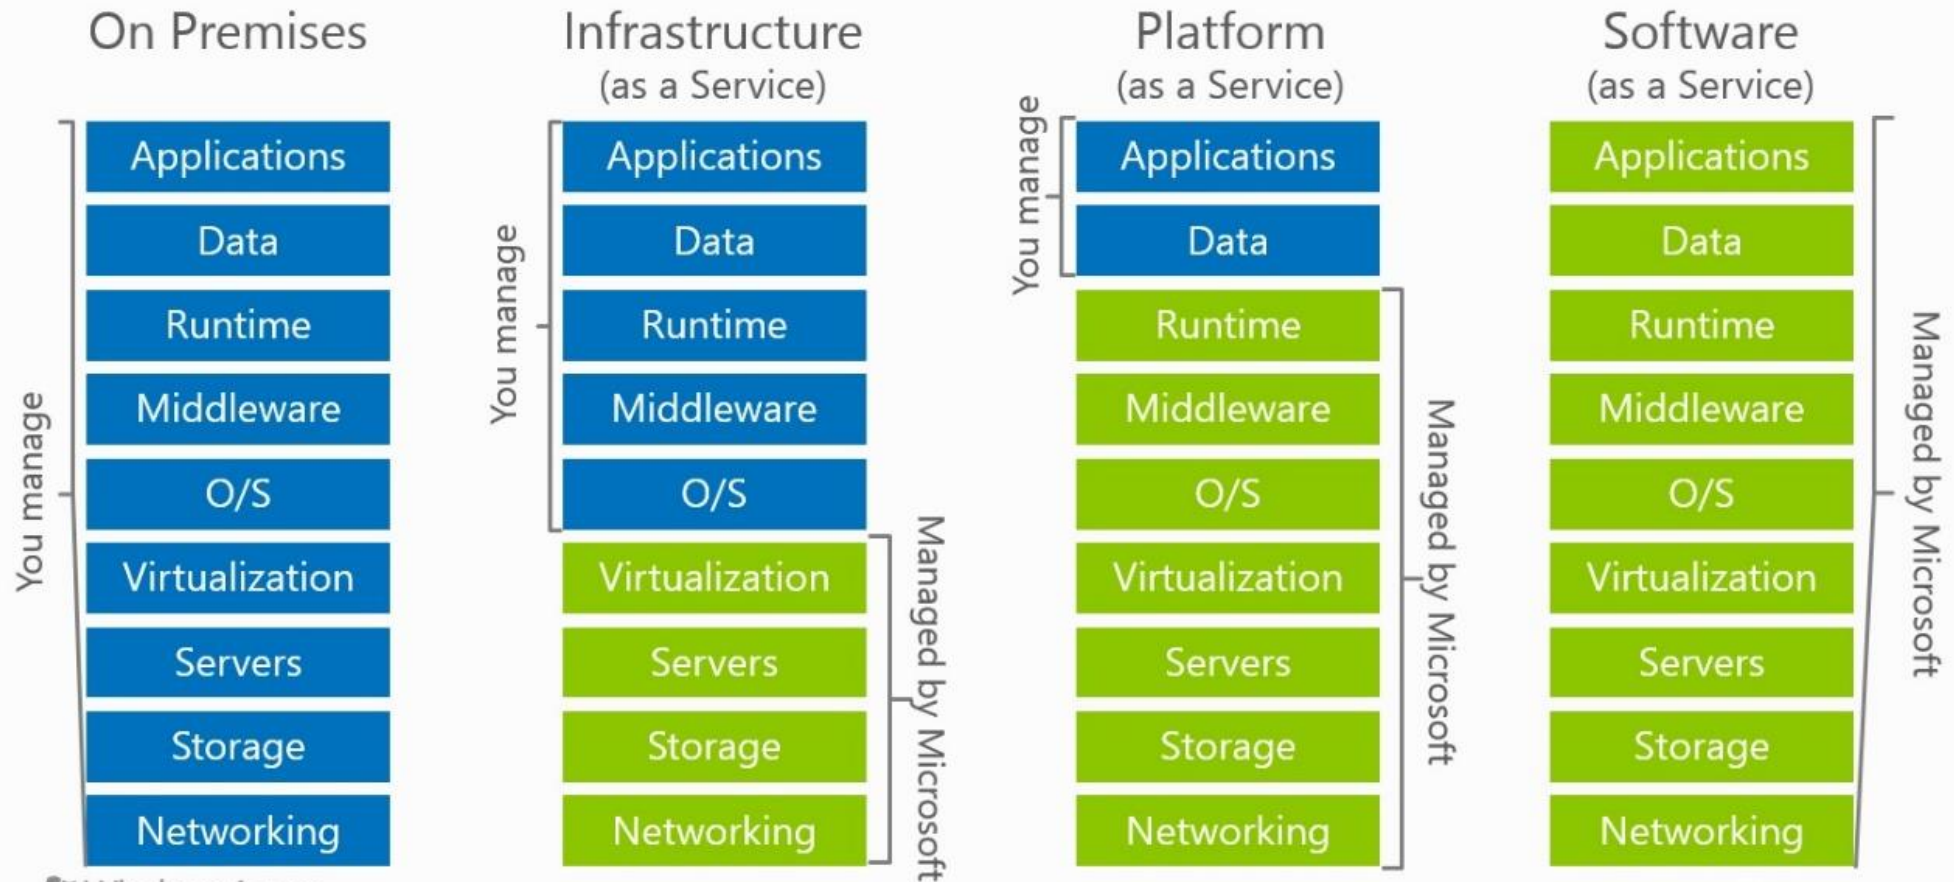 On Premises
You manage
Applications
Data
Runtime
Middleware
O/S
Virtualization
Servers
Storage
Networking
Infrastructure
(as a Service)
You manage
Applications
Data
Runtime
Middleware
O/S
Virtualization
Servers
Storage
Networking
Managed by Microsoft
Platform
(as a Service)
You manage
Applications
Data
Runtime
Middleware
O/S
Virtualization
Servers
Storage
Networking
Managed by Microsoft
Software
(as a Service)
Applications
Data
Runtime
Middleware
O/S
Virtualization
Servers
Storage
Networking
Managed by Microsoft